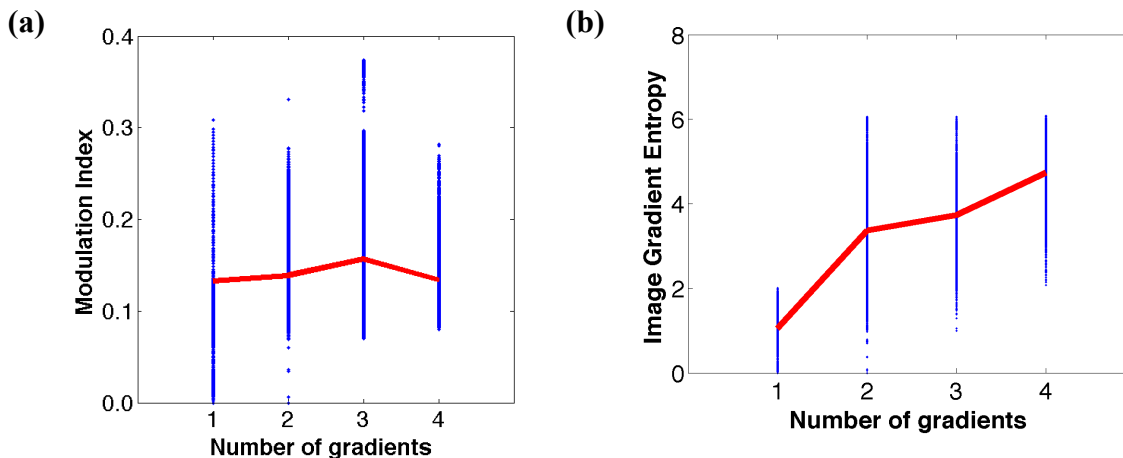 (a)
Modulation Index
0.4
0.3
0.2
0.1
0.0
1 2 3 4
Number of gradients
(b)
Image Gradient Entropy
8
6
4
2
0
1 2 3 4
Number of gradients